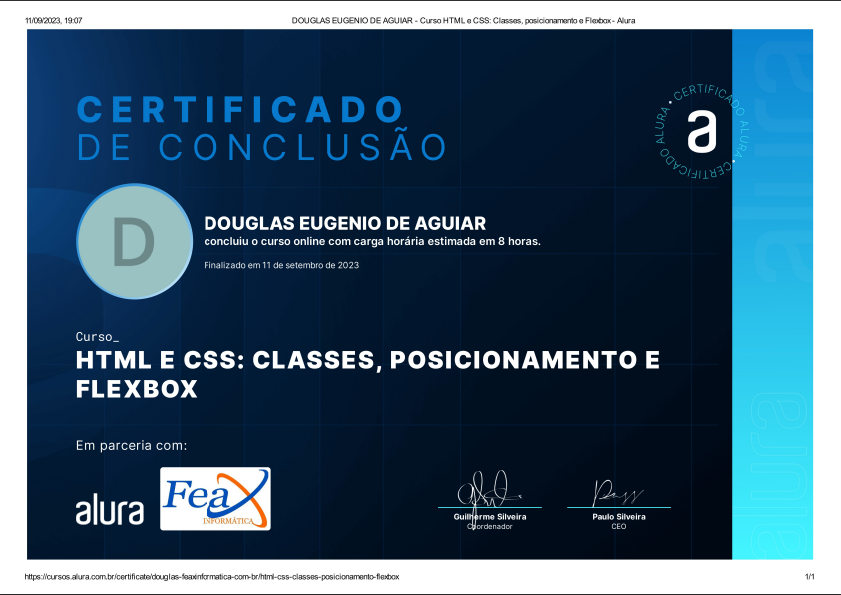 11/09/2023, 19:07
DOUGLAS EUGENIO DE AGUIAR - Curso HTML e CSS: Classes, posicionamento e Flexbox - Alura
CERTIFICADO
DE CONCLUSÃO
CERTIFICADO ALURA • CERTIFICADO ALURA •
a
alura
D
DOUGLAS EUGENIO DE AGUIAR
concluiu o curso online com carga horária estimada em 8 horas.
Finalizado em 11 de setembro de 2023
Curso_
HTML E CSS: CLASSES, POSICIONAMENTO E
FLEXBOX
Em parceria com:
alura
FeaX
INFORMÁTICA
Guilherme Silveira
Coordenador
Paulo Silveira
CEO
alura
https://cursos.alura.com.br/certificate/douglas-feaxinformatica-com-br/html-css-classes-posicionamento-flexbox
1/1